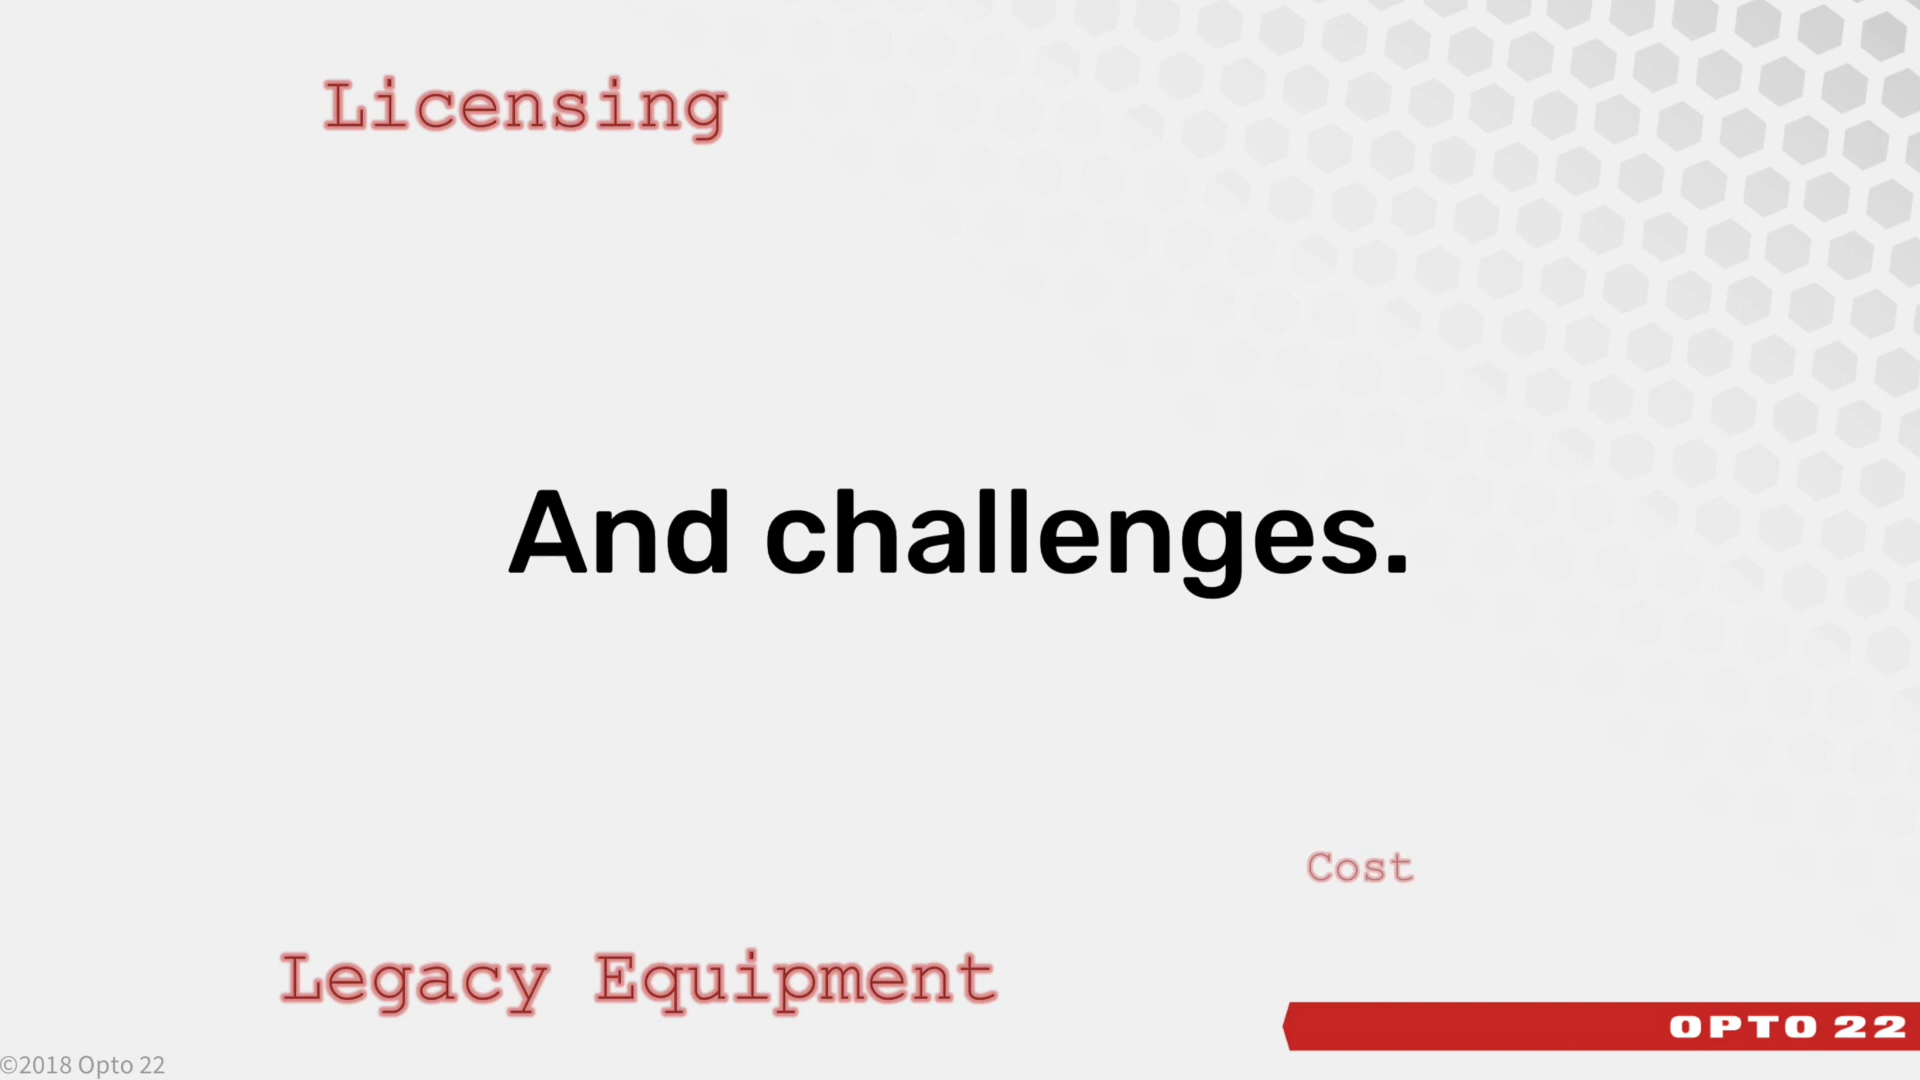 Licensing
And challenges.
Cost
Legacy Equipment
OPTO 22
©2018 Opto 22